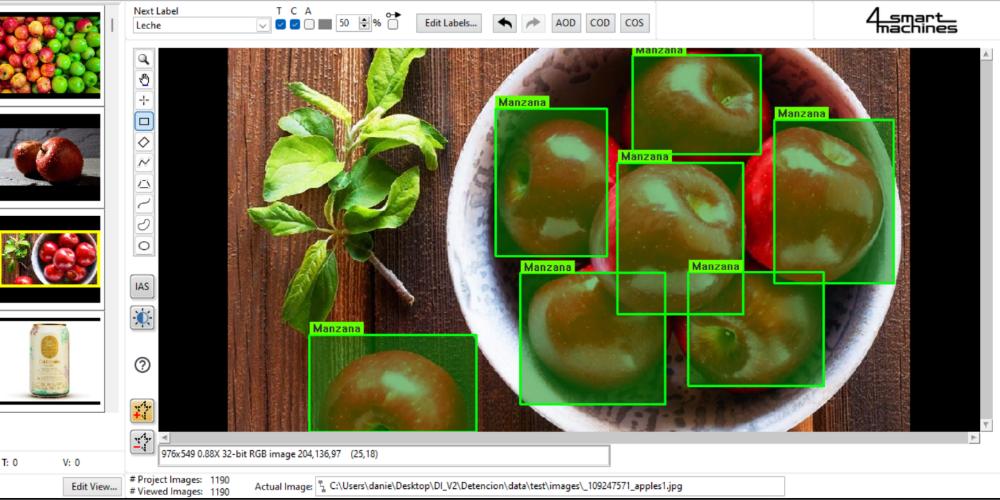 Next Label
T C A
Leche
50 %
Edit Labels...
AOD
COD
COS
4smart
machines
Manzana
Manzana
Manzana
Manzana
Manzana
Manzana
Manzana
IAS
976x549 0.88X 32-bit RGB image 204,136,97 (25,18)
T: 0 V: 0
Edit View...
# Project Images: 1190
# Viewed Images: 1190
Actual Image: C:\Users\danie\Desktop\DI_V2\Detencion\data\test\images\_109247571_apples1.jpg